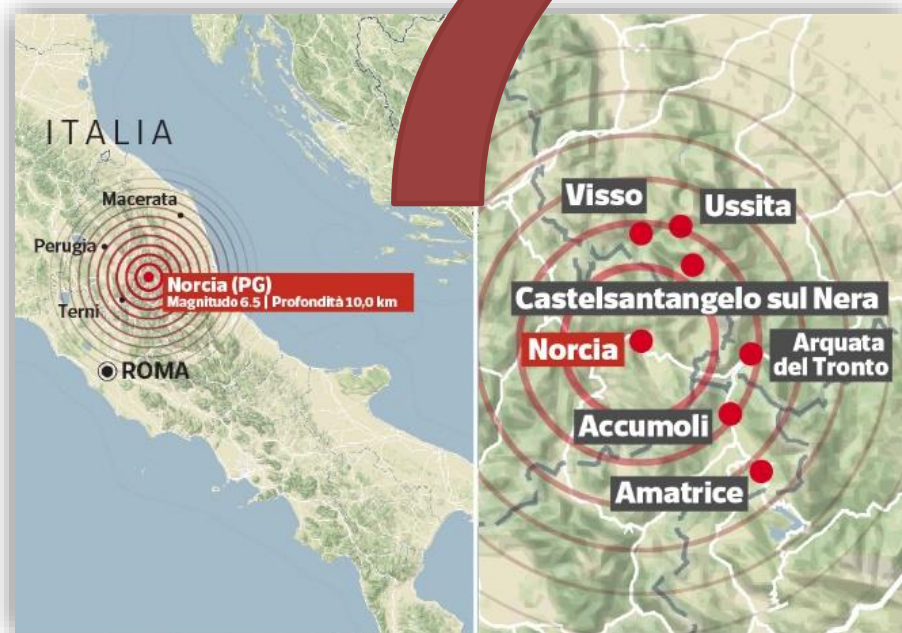 ITALIA
Macerata
Perugia
Norcia (PG)
Magnitudo 6.5 | Profondità 10,0 km
Terni
ROMA
Visso
Ussita
Castelsantangelo sul Nera
Norcia
Arquata
del Tronto
Accumoli
Amatrice